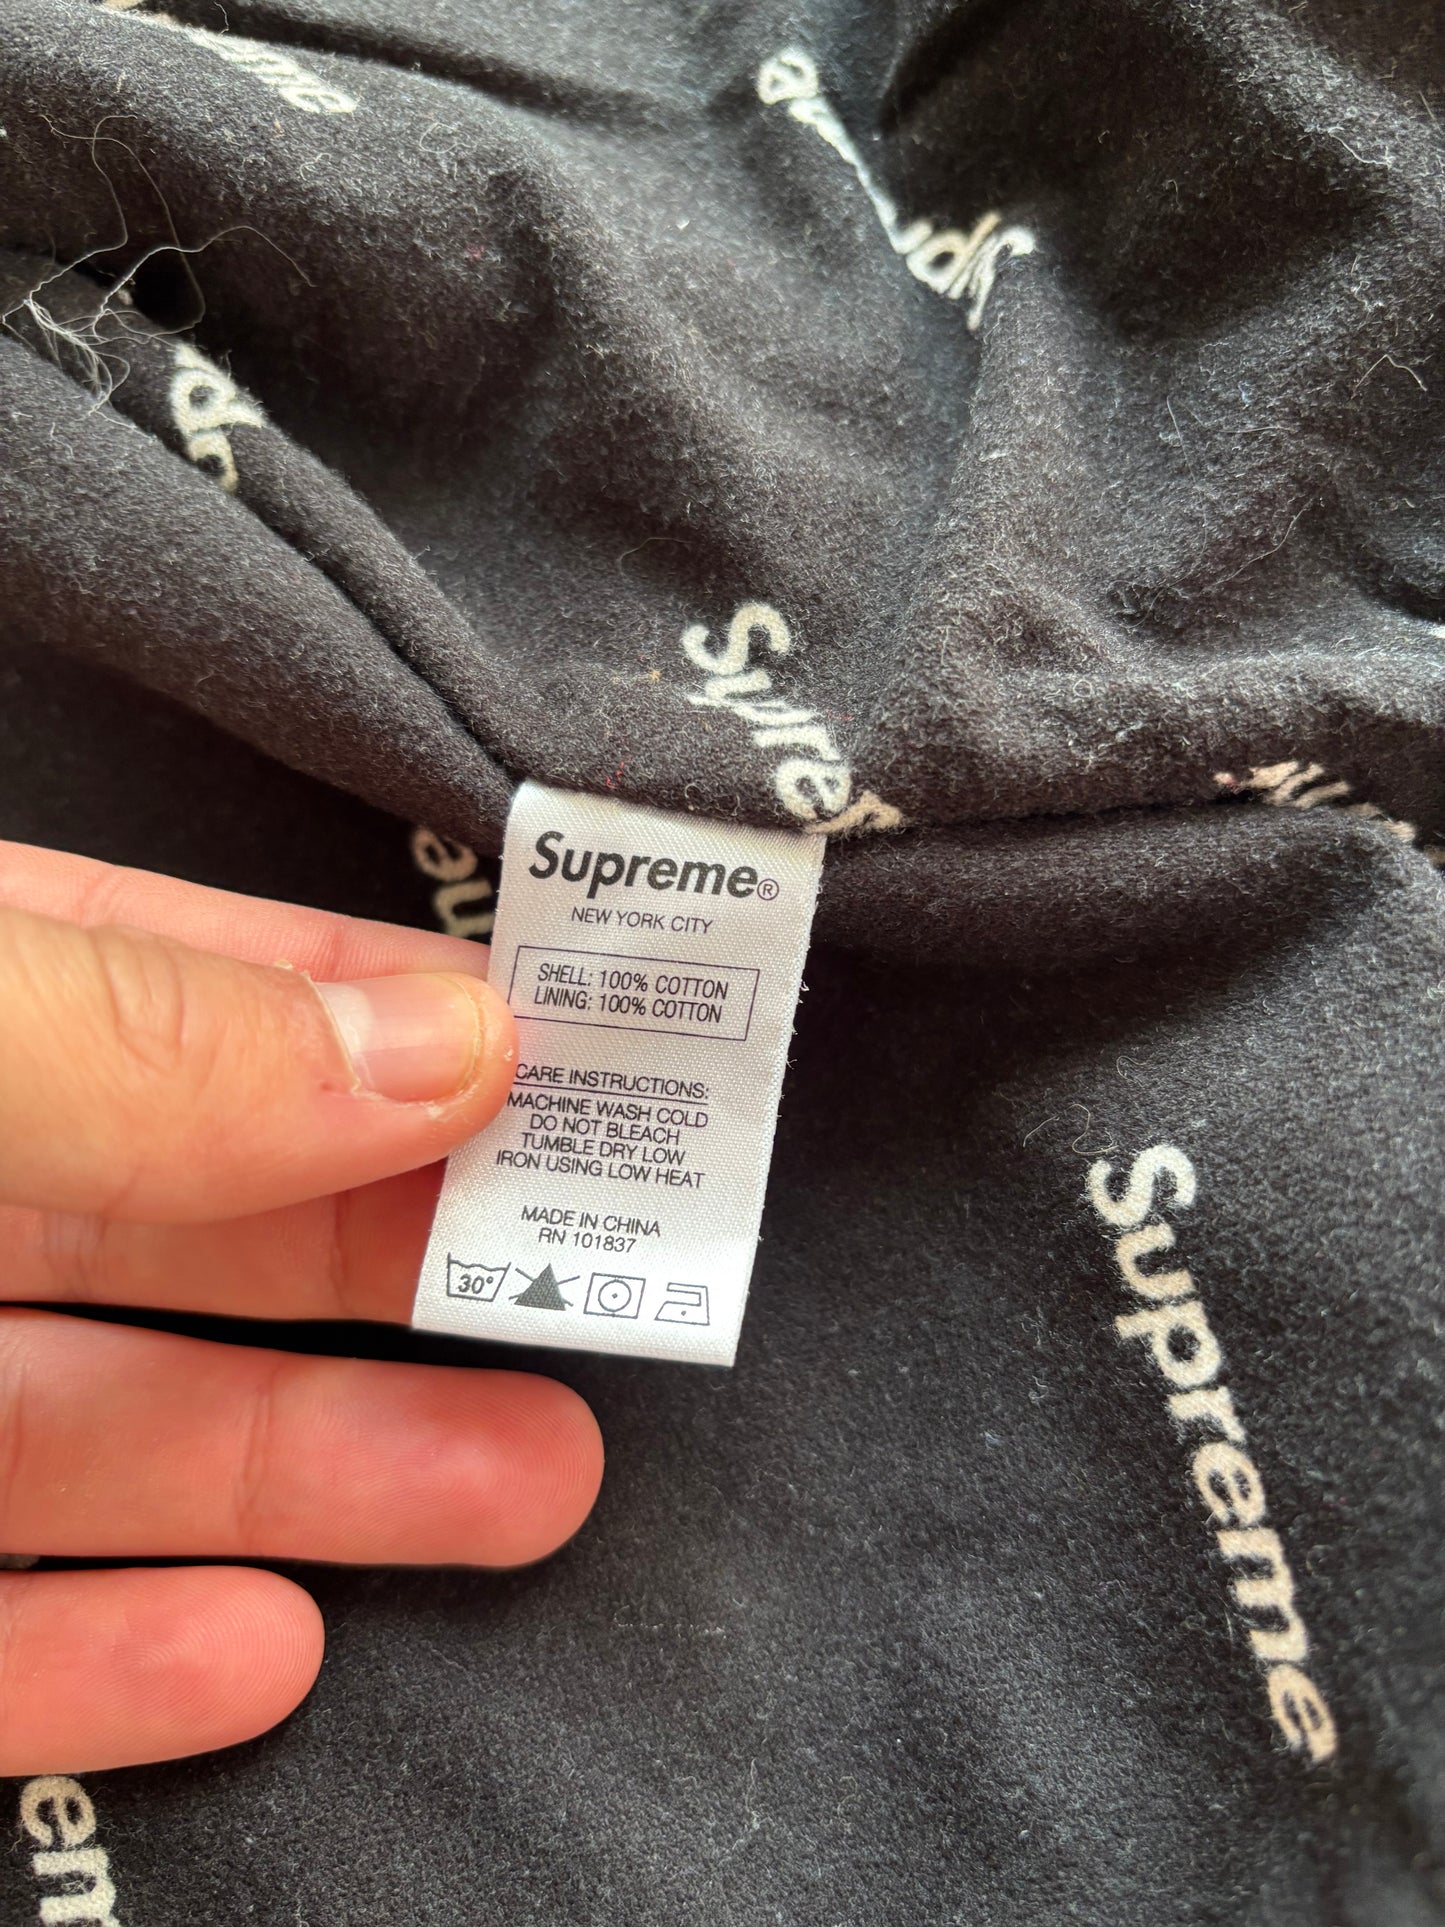 Supreme
Supreme®
NEW YORK CITY
SHELL: 100% COTTON
LINING: 100% COTTON
CARE INSTRUCTIONS:
MACHINE WASH COLD
DO NOT BLEACH
TUMBLE DRY LOW
IRON USING LOW HEAT
MADE IN CHINA
RN 101837
30°
Supreme